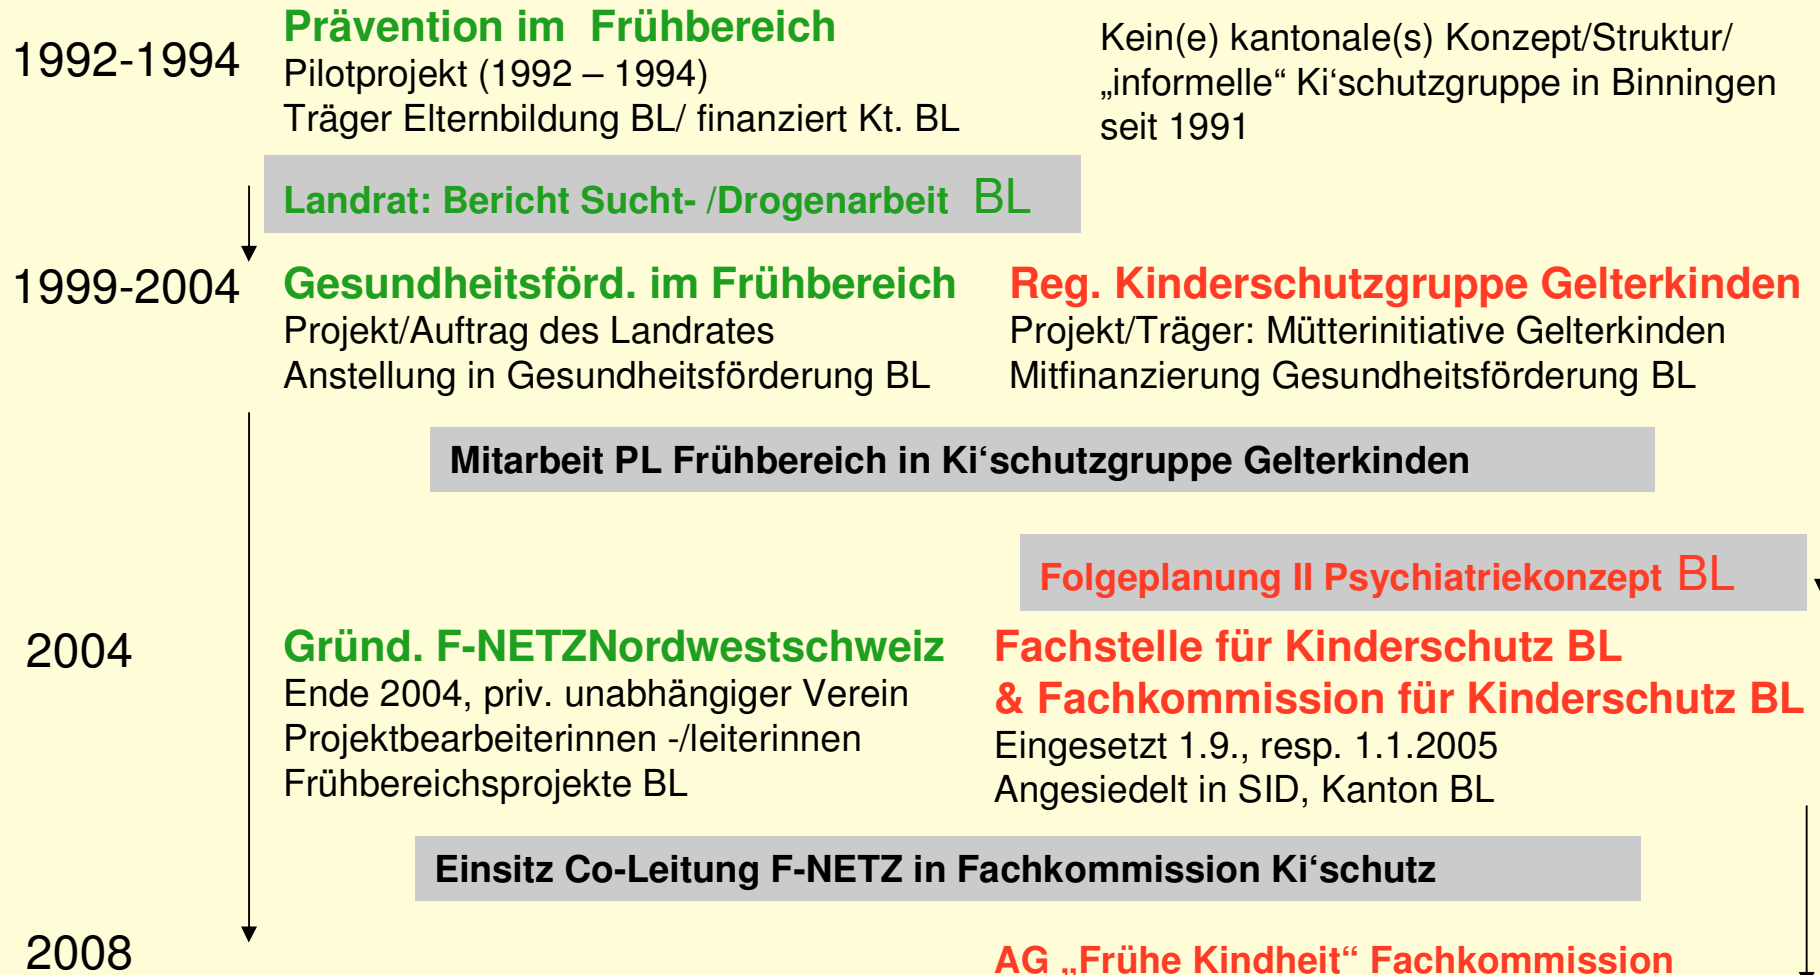 1992-1994
Prävention im  Frühbereich
Pilotprojekt (1992 – 1994)
Träger Elternbildung BL/ finanziert Kt. BL
Kein(e) kantonale(s) Konzept/Struktur/
„informelle“ Ki‘schutzgruppe in Binningen
seit 1991
Landrat: Bericht Sucht- /Drogenarbeit  BL
1999-2004
Gesundheitsförd. im Frühbereich
Projekt/Auftrag des Landrates
Anstellung in Gesundheitsförderung BL
Reg. Kinderschutzgruppe Gelterkinden
Projekt/Träger: Mütterinitiative Gelterkinden
Mitfinanzierung Gesundheitsförderung BL
Mitarbeit PL Frühbereich in Ki‘schutzgruppe Gelterkinden
Folgeplanung II Psychiatriekonzept BL
2004
Gründ. F-NETZNordwestschweiz
Ende 2004, priv. unabhängiger Verein
Projektbearbeiterinnen -/leiterinnen
Frühbereichsprojekte BL
Fachstelle für Kinderschutz BL
& Fachkommission für Kinderschutz BL
Eingesetzt 1.9., resp. 1.1.2005
Angesiedelt in SID, Kanton BL
Einsitz Co-Leitung F-NETZ in Fachkommission Ki‘schutz
2008
AG „Frühe Kindheit“ Fachkommission